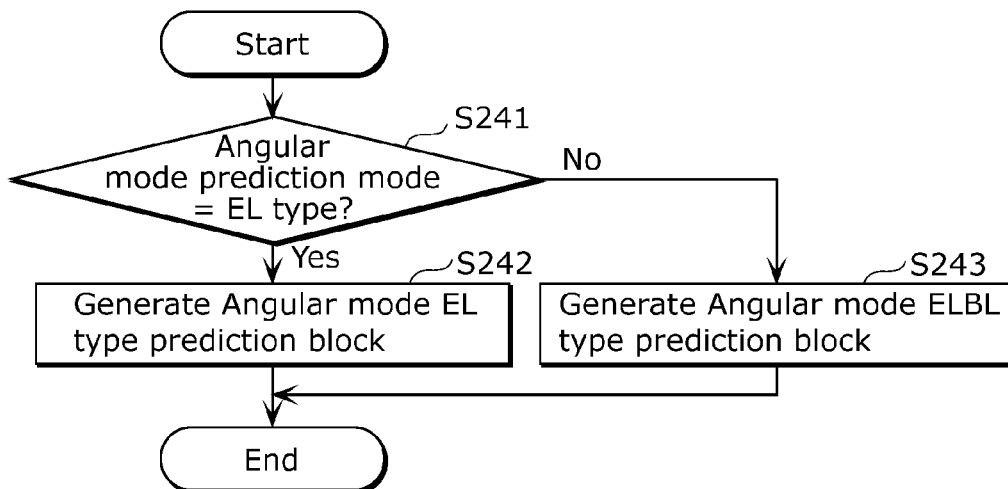 Start
S241
Angular
mode prediction mode
= EL type?
No
Yes
S242
Generate Angular mode EL
type prediction block
S243
Generate Angular mode ELBL
type prediction block
End